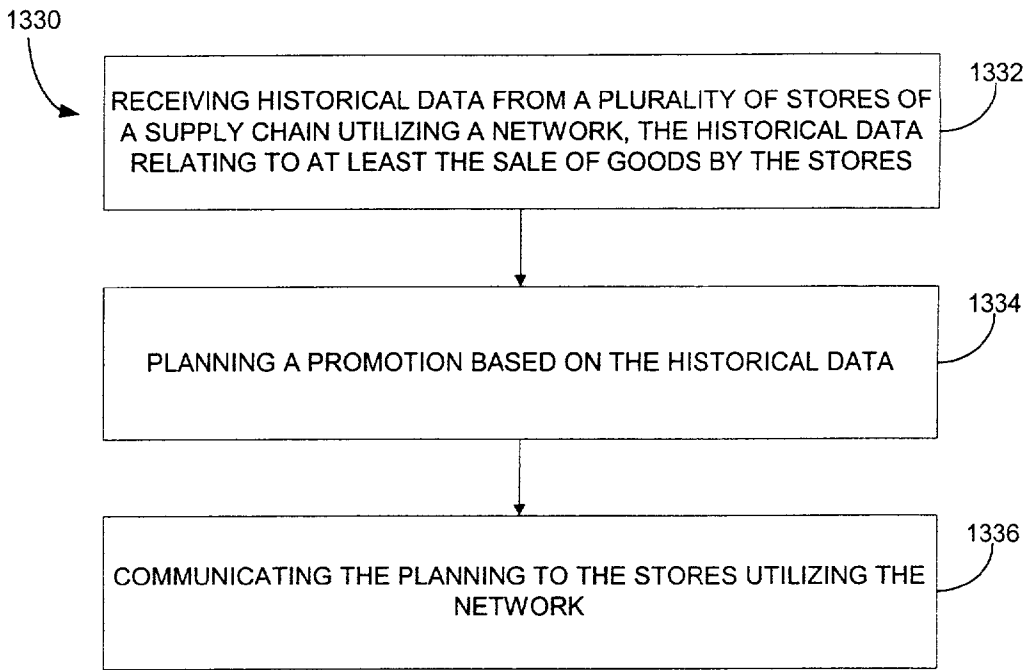 1330
1332
RECEIVING HISTORICAL DATA FROM A PLURALITY OF STORES OF
A SUPPLY CHAIN UTILIZING A NETWORK, THE HISTORICAL DATA
RELATING TO AT LEAST THE SALE OF GOODS BY THE STORES
1334
PLANNING A PROMOTION BASED ON THE HISTORICAL DATA
1336
COMMUNICATING THE PLANNING TO THE STORES UTILIZING THE
NETWORK